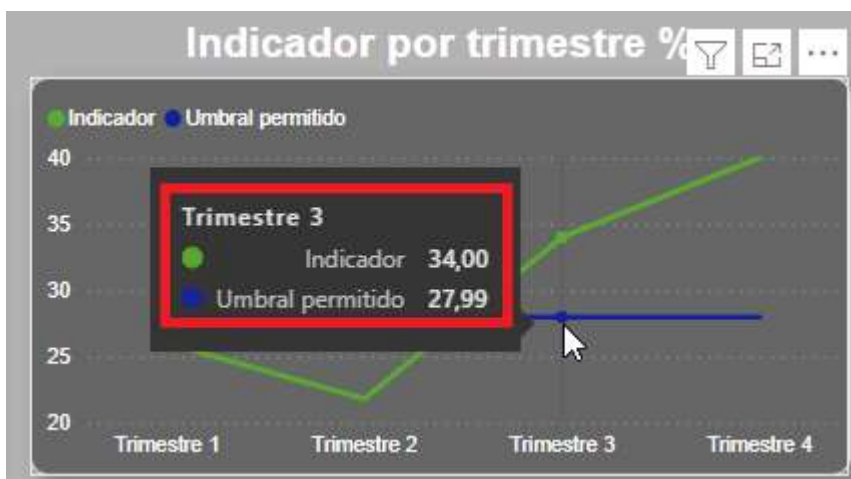 Indicador por trimestre %
Indicador Umbral permitido
40
35
30
25
20
Trimestre 3
Indicador 34,00
Umbral permitido 27,99
Trimestre 1 Trimestre 2 Trimestre 3 Trimestre 4